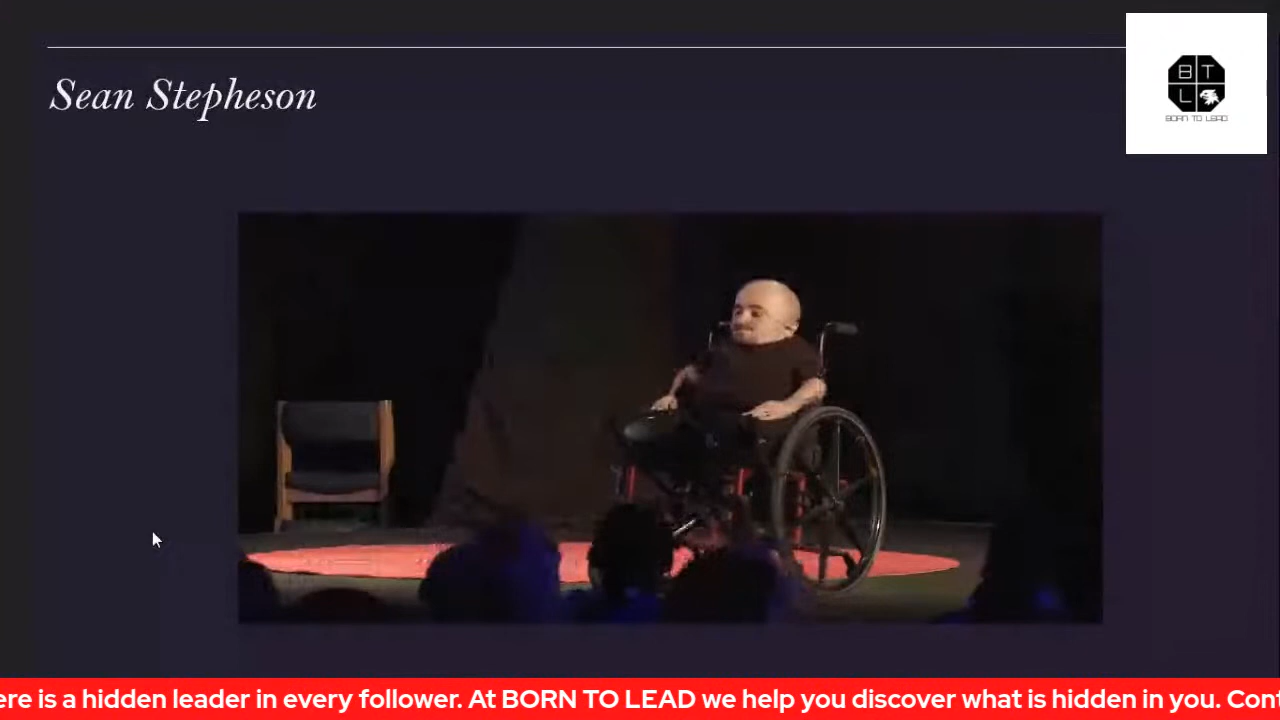 Sean Stepheson
B T
L
BORN TO LEAD
ere is a hidden leader in every follower. At BORN TO LEAD we help you discover what is hidden in you. Cont